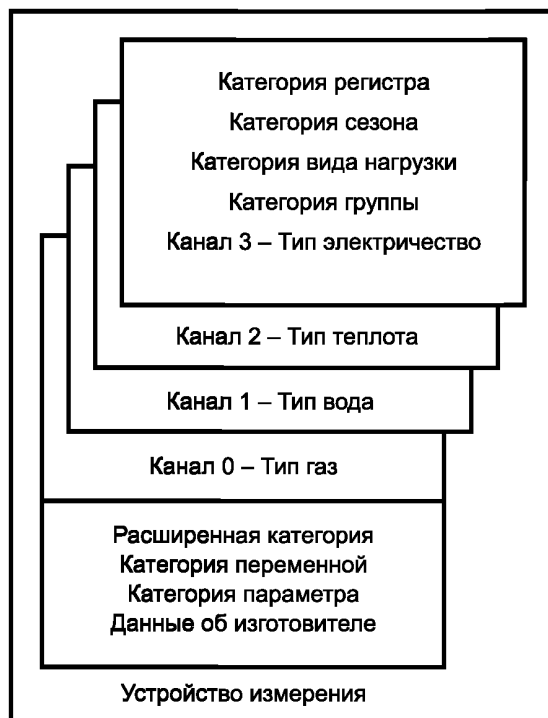 Категория регистра
Категория сезона
Категория вида нагрузки
Категория группы
Канал 3 – Тип электричество
Канал 2 – Тип теплота
Канал 1 – Тип вода
Канал 0 – Тип газ
Расширенная категория
Категория переменной
Категория параметра
Данные об изготовителе
Устройство измерения